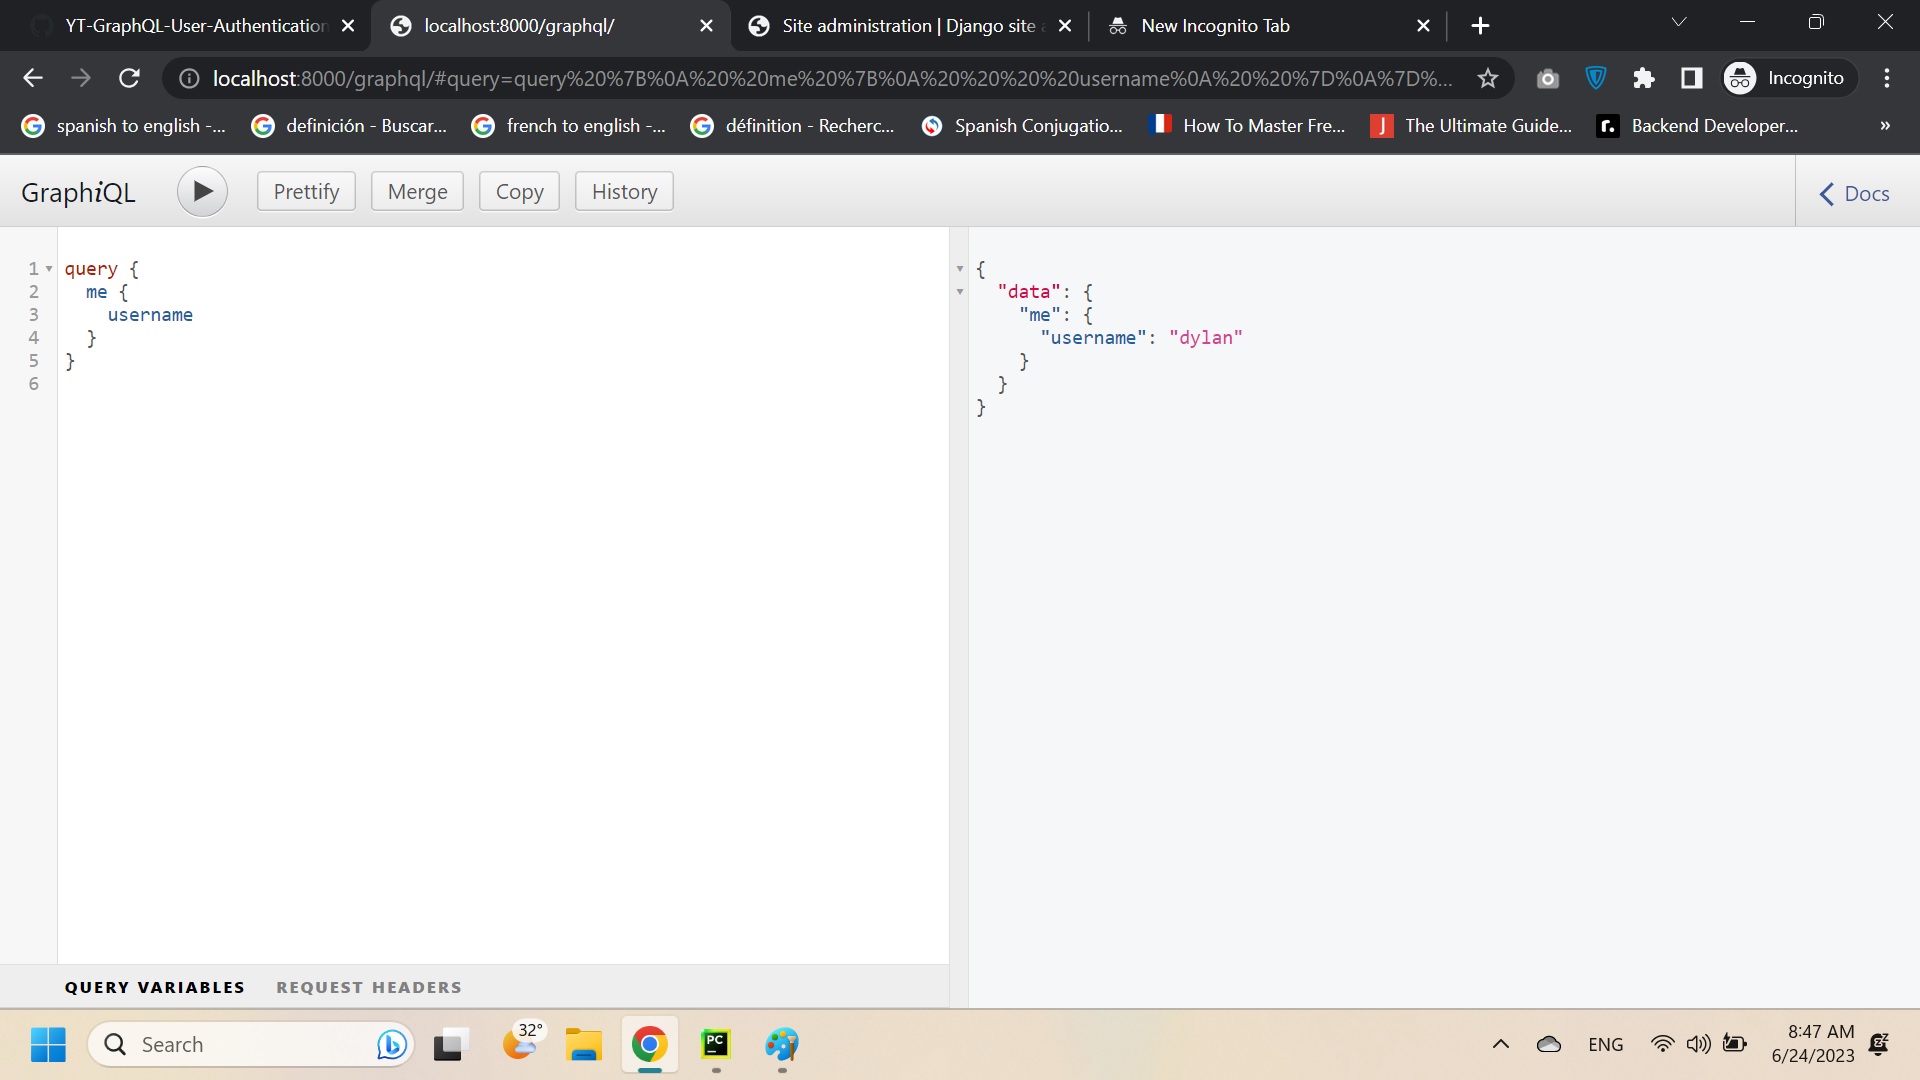 YT-GraphQL-User-Authentication
localhost:8000/graphql/
Site administration | Django site a
New Incognito Tab
localhost:8000/graphql/#query=query%20%7B%0A%20%20me%20%7B%0A%20%20%20%20username%0A%20%20%7D%0A%7D%...
Incognito
spanish to english -...
definición - Buscar...
french to english -...
définition - Recherc...
Spanish Conjugatio...
How To Master Fre...
J
The Ultimate Guide...
r.
Backend Developer...
»
GraphiQL
Prettify
Merge
Copy
History
Docs
1 query {
2 me {
3 username
4 }
5 }
6
{
"data": {
"me": {
"username": "dylan"
}
}
}
QUERY VARIABLES
REQUEST HEADERS
Search
32°
PC
ENG
8:47 AM
6/24/2023